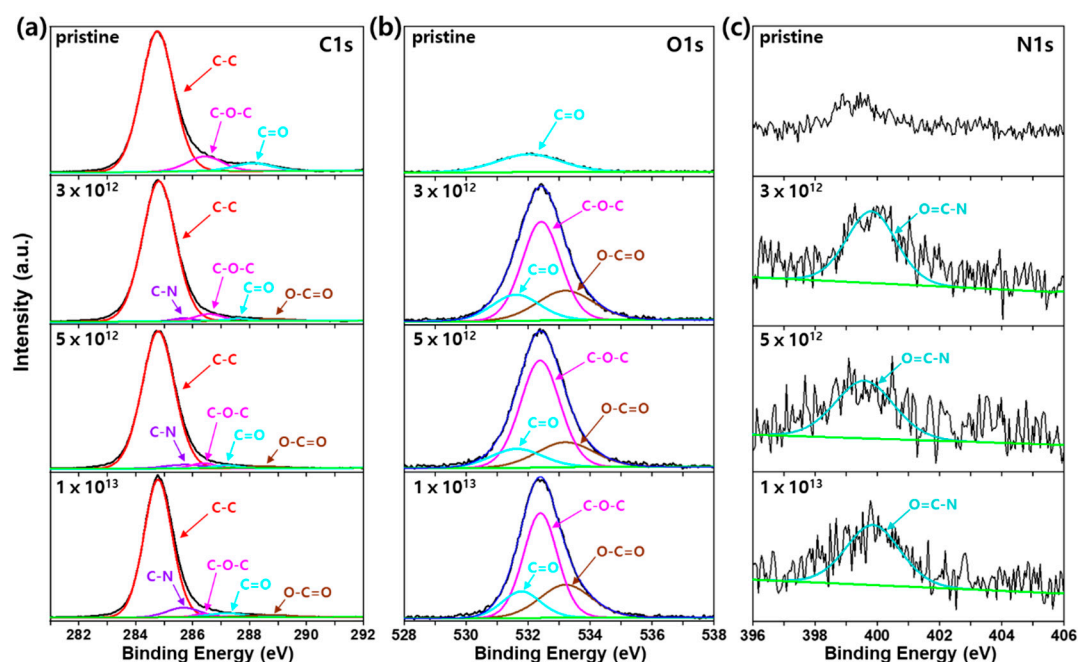 (a)
pristine
C1s
C-C
C-O-C
C=O
3 x 10¹²
C-C
C-N
C-O-C
C=O
O-C=O
5 x 10¹²
C-C
C-N
C-O-C
C=O
O-C=O
1 x 10¹³
C-C
C-N
C-O-C
C=O
O-C=O
282 284 286 288 290 292
Binding Energy (eV)
Intensity (a.u.)
(b)
pristine
O1s
C=O
3 x 10¹²
C-O-C
C=O
O-C=O
5 x 10¹²
C-O-C
C=O
O-C=O
1 x 10¹³
C-O-C
C=O
O-C=O
528 530 532 534 536 538
Binding Energy (eV)
(c)
pristine
N1s
3 x 10¹²
O=C-N
5 x 10¹²
O=C-N
1 x 10¹³
O=C-N
396 398 400 402 404 406
Binding Energy (eV)